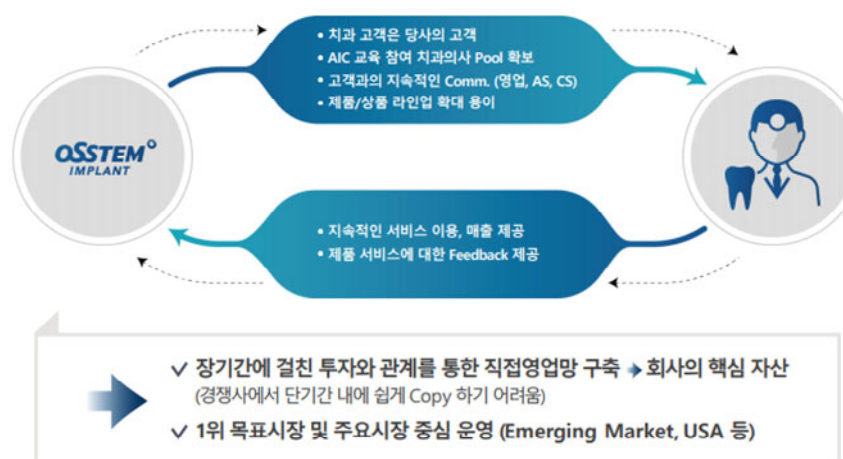 • 치과 고객은 당사의 고객
• AIC 교육 참여 치과의사 Pool 확보
• 고객과의 지속적인 Comm. (영업, AS, CS)
• 제품/상품 라인업 확대 용이
OSSTEM
IMPLANT
• 지속적인 서비스 이용, 매출 제공
• 제품 서비스에 대한 Feedback 제공
✓ 장기간에 걸친 투자와 관계를 통한 직접영업망 구축 → 회사의 핵심 자산
(경쟁사에서 단기간 내에 쉽게 Copy 하기 어려움)
✓ 1위 목표시장 및 주요시장 중심 운영 (Emerging Market, USA 등)